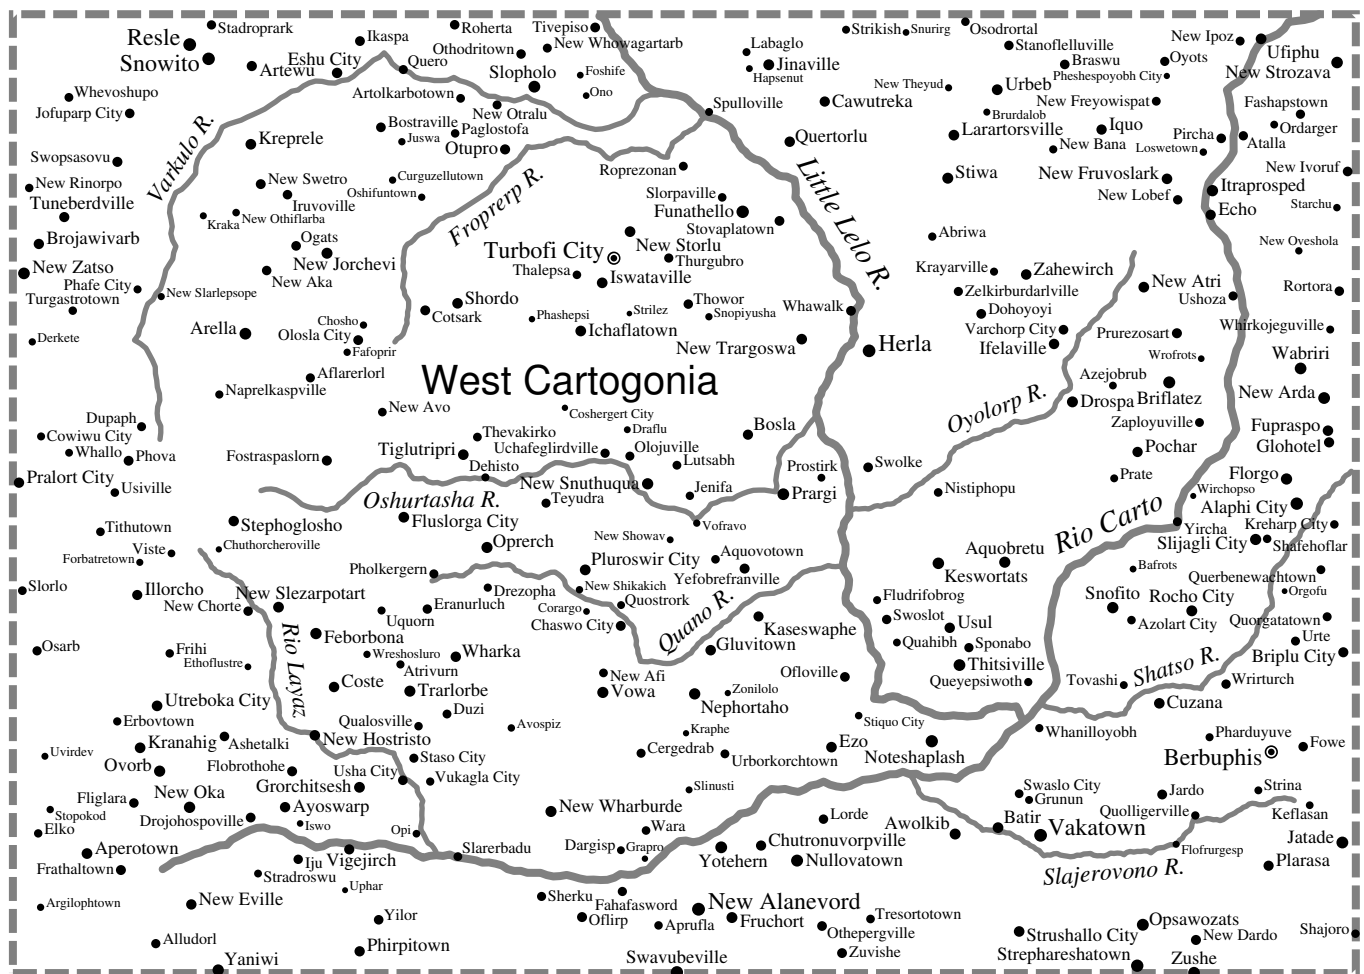 Stadroprark
Resle
Snowito
Artewu
Eshu City
Ikaspa
Quero
Roherta
Othodritown
Slopholo
Tivepiso
New Whowagartarb
Foshife
Ono
Labaglo
Hapsenut
Jinaville
Strikish
Snurirg
Osodrortal
Stanoflelluville
Braswu
Pheshespoyobh City
Oyots
New Ipoz
Ufiphu
New Strozava
Whevoshupo
Jofuparp City
Artolkarbotown
New Otralu
Spulloville
Cawutreka
New Theyud
Urbeb
Brurdalob
New Freyowispat
Fashapstown
Ordarger
Varkulo R.
Kreprele
Bostraville
Juswa
Paglostofa
Otupro
Quertorlu
Larartorsville
Iquo
New Bana
Pircha
Loswetown
Atalla
Swopsasovu
New Rinorpo
Tuneberdville
New Swetro
Iruvoville
Curguzellutown
Oshifuntown
Roprezonan
Slorpaville
Funathello
Stovaplatown
Little Lelo R.
Stiwa
New Fruvoslark
New Lobef
Itraprosped
Echo
New Ivoruf
Starchu
Kraka
New Othiflarba
Froprerp R.
Brojawivarb
Ogats
New Jorchevi
Turbofi City
New Storlu
Thurgubro
Abriwa
New Oveshola
New Zatso
Phafe City
New Aka
Thalepsa
Iswataville
Krayarville
Zahewirch
New Atri
Ushoza
Rortora
Turgastrotown
New Slarlepsope
Shordo
Cotsark
Phashepsi
Strilez
Thowor
Snopiyusha
Whawalk
Zelkirburdarlville
Dohoyoyi
Derkete
Arella
Chosho
Olosla City
Fafoprir
Ichaflatown
New Trargoswa
Herla
Varchorp City
Ifelaville
Prurezosart
Wrofrots
Whirkojeguville
Wabriri
Naprelkaspville
Aflarerlorl
West Cartogonia
Azejobrub
Drospa
Briflatez
New Arda
Dupaph
Cowiwu City
Whallo
Phova
New Avo
Coshergert City
Draflu
Bosla
Oyolorp R.
Zaployuville
Fupraspo
Glohotel
Thevakirko
Tiglutripri
Uchafeglirdville
Olojuville
Lutsabh
Pochar
Fostraspaslorn
Dehisto
Prostirk
Swolke
Pralort City
Usiville
New Snuthuqua
Teyudra
Jenifa
Prargi
Nistiphopu
Prate
Wirchopso
Florgo
Alaphi City
Oshurtasha R.
Tithutown
Stephoglosho
Fluslorga City
Vofravo
Rio Carto
Yircha
Kreharp City
Slijagli City
Shafehoflar
Viste
Forbatretown
Chuthorcheroville
Oprerch
New Showav
Pluroswir City
Aquovotown
Yefobrefranville
Aquobretu
Keswortats
Bafrots
Querbenewachtown
Orgofu
Slorlo
Illorcho
New Chorte
New Slezarpotart
Pholkergern
Uquorn
Eranurluch
Drezopha
New Shikakich
Corargo
Quostrork
Chaswo City
Quano R.
Kaseswaphe
Fludrifobrog
Swoslot
Usul
Quahibh
Sponabo
Snofito
Rocho City
Azolart City
Quorgatatown
Urte
Briplu City
Osarb
Frihi
Ethoflustre
Rio Layaz
Feborbona
Wreshosluro
Atrivurn
Wharka
Gluvitown
Thitsiville
Queyepsiwoth
Shatso R.
Tovashi
Wrirturch
Utreboka City
Coste
Trarlorbe
Duzi
New Afi
Vowa
Nephortaho
Zonilolo
Ofloville
Cuzana
Erbovtown
Kranahig
Ashetalki
Qualosville
New Hostristo
Avospiz
Kraphe
Stiquo City
Whanilloyobh
Pharduyuve
Berbuphis
Fowe
Uvirdev
Ovorb
Flobrothohe
Grorchitsesh
Usha City
Staso City
Vukagla City
Cergedrab
Urborkorchtown
Ezo
Noteshaplash
Fliglara
Stopokod
Elko
New Oka
Drojohospoville
Ayoswarp
Iswo
Opi
New Wharburde
Slinusti
Swaslo City
Grunun
Jardo
Quolligerville
Strina
Keflasan
Aperotown
Frathaltown
Iju
Vigejirch
Stradroswu
Uphar
Slarerbadu
Wara
Dargisp
Grapro
Yotehern
Lorde
Chutronuvorpville
Nullovatown
Awolkib
Batir
Vakatown
Flofrurgesp
Slajerovono R.
Jatade
Plarasa
Argilophtown
New Eville
Yilor
Phirpitown
Sherku
Fahafasword
Oflirp
Aprufla
New Alanevord
Fruchort
Tresortotown
Othepergville
Zuvishe
Strushallo City
Strephareshatown
Opsawozats
New Dardo
Zushe
Shajoro
Alludorl
Yaniwi
Swavubeville